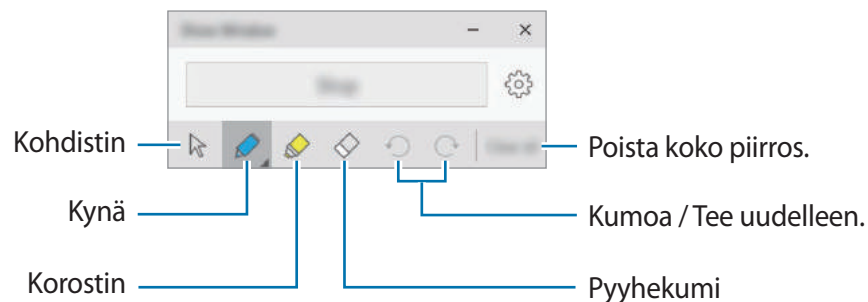 Kohdistin
Poista koko piirros.
Kynä
Kumoa / Tee uudelleen.
Korostin
Pyyhekumi